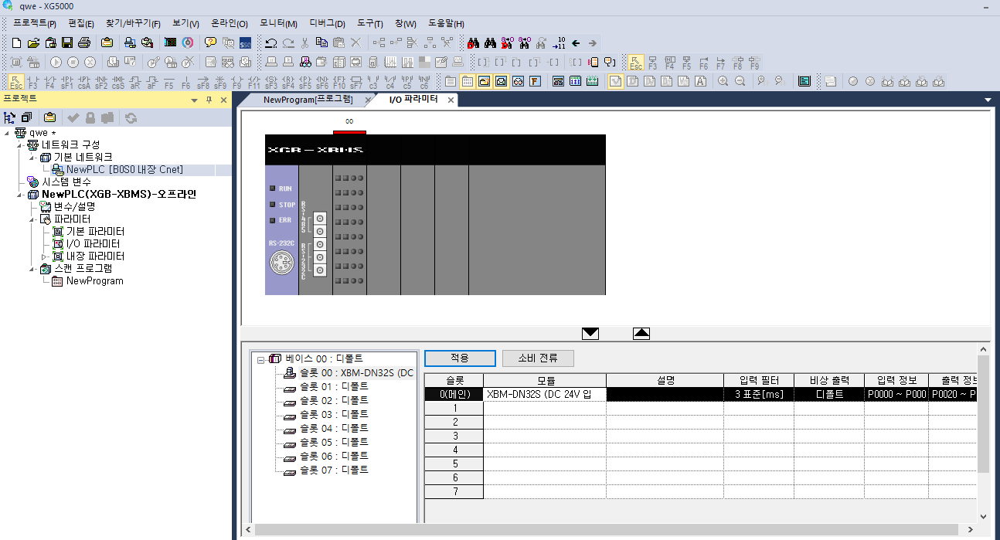 qwe - XG5000
프로젝트(P) 편집(E) 찾기/바꾸기(F) 보기(V) 온라인(O) 모니터(M) 디버그(D) 도구(T) 창(W) 도움말(H)
Esc F3 F4 F5 F6 F7 F8 F9
Esc F3 F4 sF1 sF2 aR aF F5 F6 sF8 sF9 F9 F11 sF3 sF4 sF5 sF6 F10 sF7 c3 c4 c5 c6
프로젝트
NewProgram[프로그램]
I/O 파라미터
qwe *
네트워크 구성
기본 네트워크
NewPLC [B0S0 내장 Cnet]
시스템 변수
NewPLC(XGB-XBMS)-오프라인
변수/설명
파라미터
기본 파라미터
I/O 파라미터
내장 파라미터
스캔 프로그램
NewProgram
00
XGB - XBMS
RUN
STOP
ERR
RS-232C
RS-485
RS-232C
베이스 00 : 디폴트
슬롯 00 : XBM-DN32S (DC
슬롯 01 : 디폴트
슬롯 02 : 디폴트
슬롯 03 : 디폴트
슬롯 04 : 디폴트
슬롯 05 : 디폴트
슬롯 06 : 디폴트
슬롯 07 : 디폴트
적용 소비 전류
슬롯 모듈 설명 입력 필터 비상 출력 입력 정보 출력 정보
0(메인) XBM-DN32S (DC 24V 입 3 표준[ms] 디폴트 P0000 ~ P000 P0020 ~ P
1
2
3
4
5
6
7